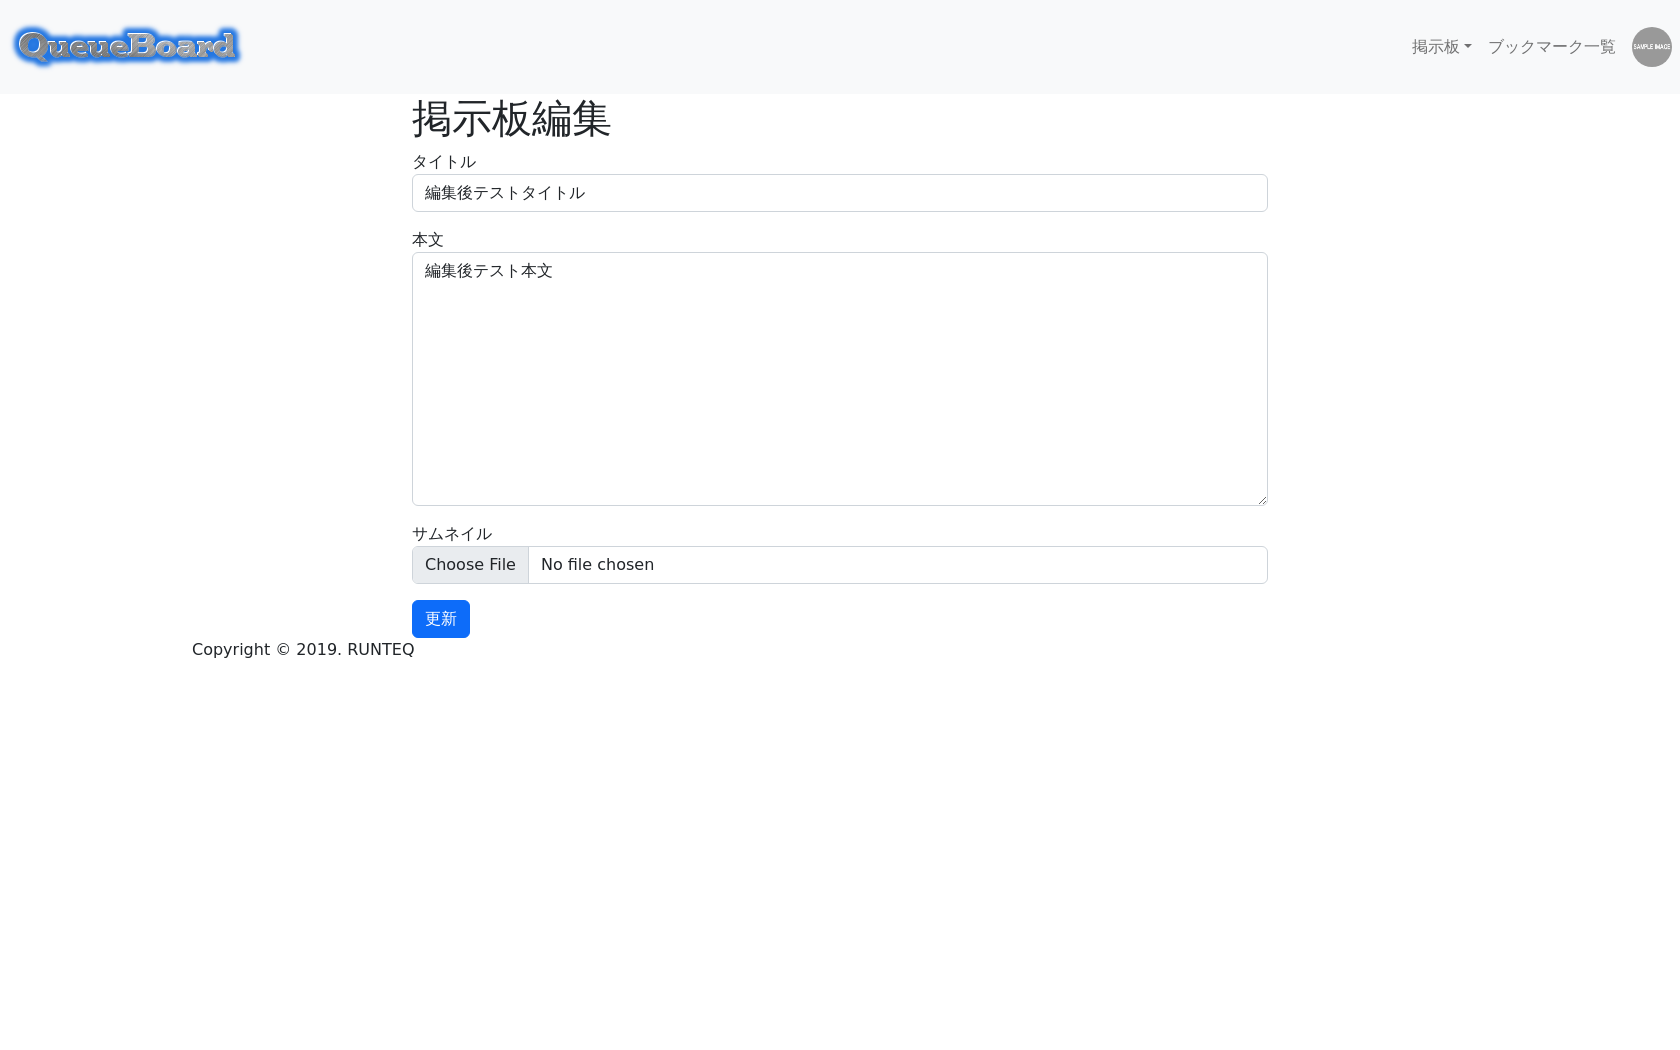 QueueBoard
掲示板
ブックマーク一覧
SAMPLE IMAGE
掲示板編集
タイトル
編集後テストタイトル
本文
編集後テスト本文
サムネイル
Choose File No file chosen
更新
Copyright © 2019. RUNTEQ